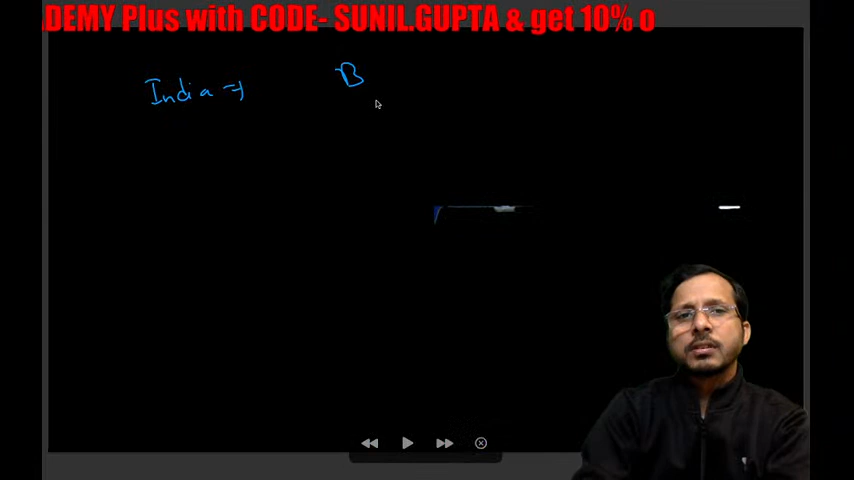 DEMY Plus with CODE- SUNIL.GUPTA & get 10% o
India ⇒ B